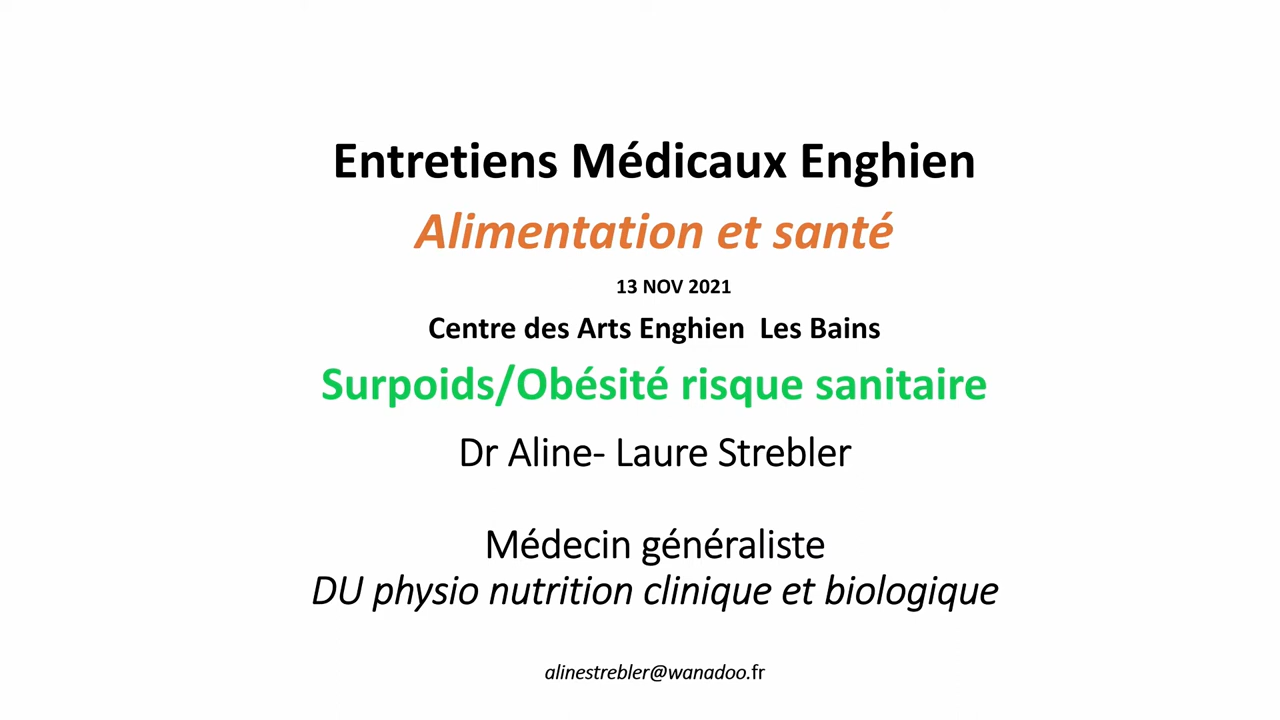 Entretiens Médicaux Enghien
Alimentation et santé
13 NOV 2021
Centre des Arts Enghien Les Bains
Surpoids/Obésité risque sanitaire
Dr Aline- Laure Strebler
Médecin généraliste
DU physio nutrition clinique et biologique
alinestrebler@wanadoo.fr